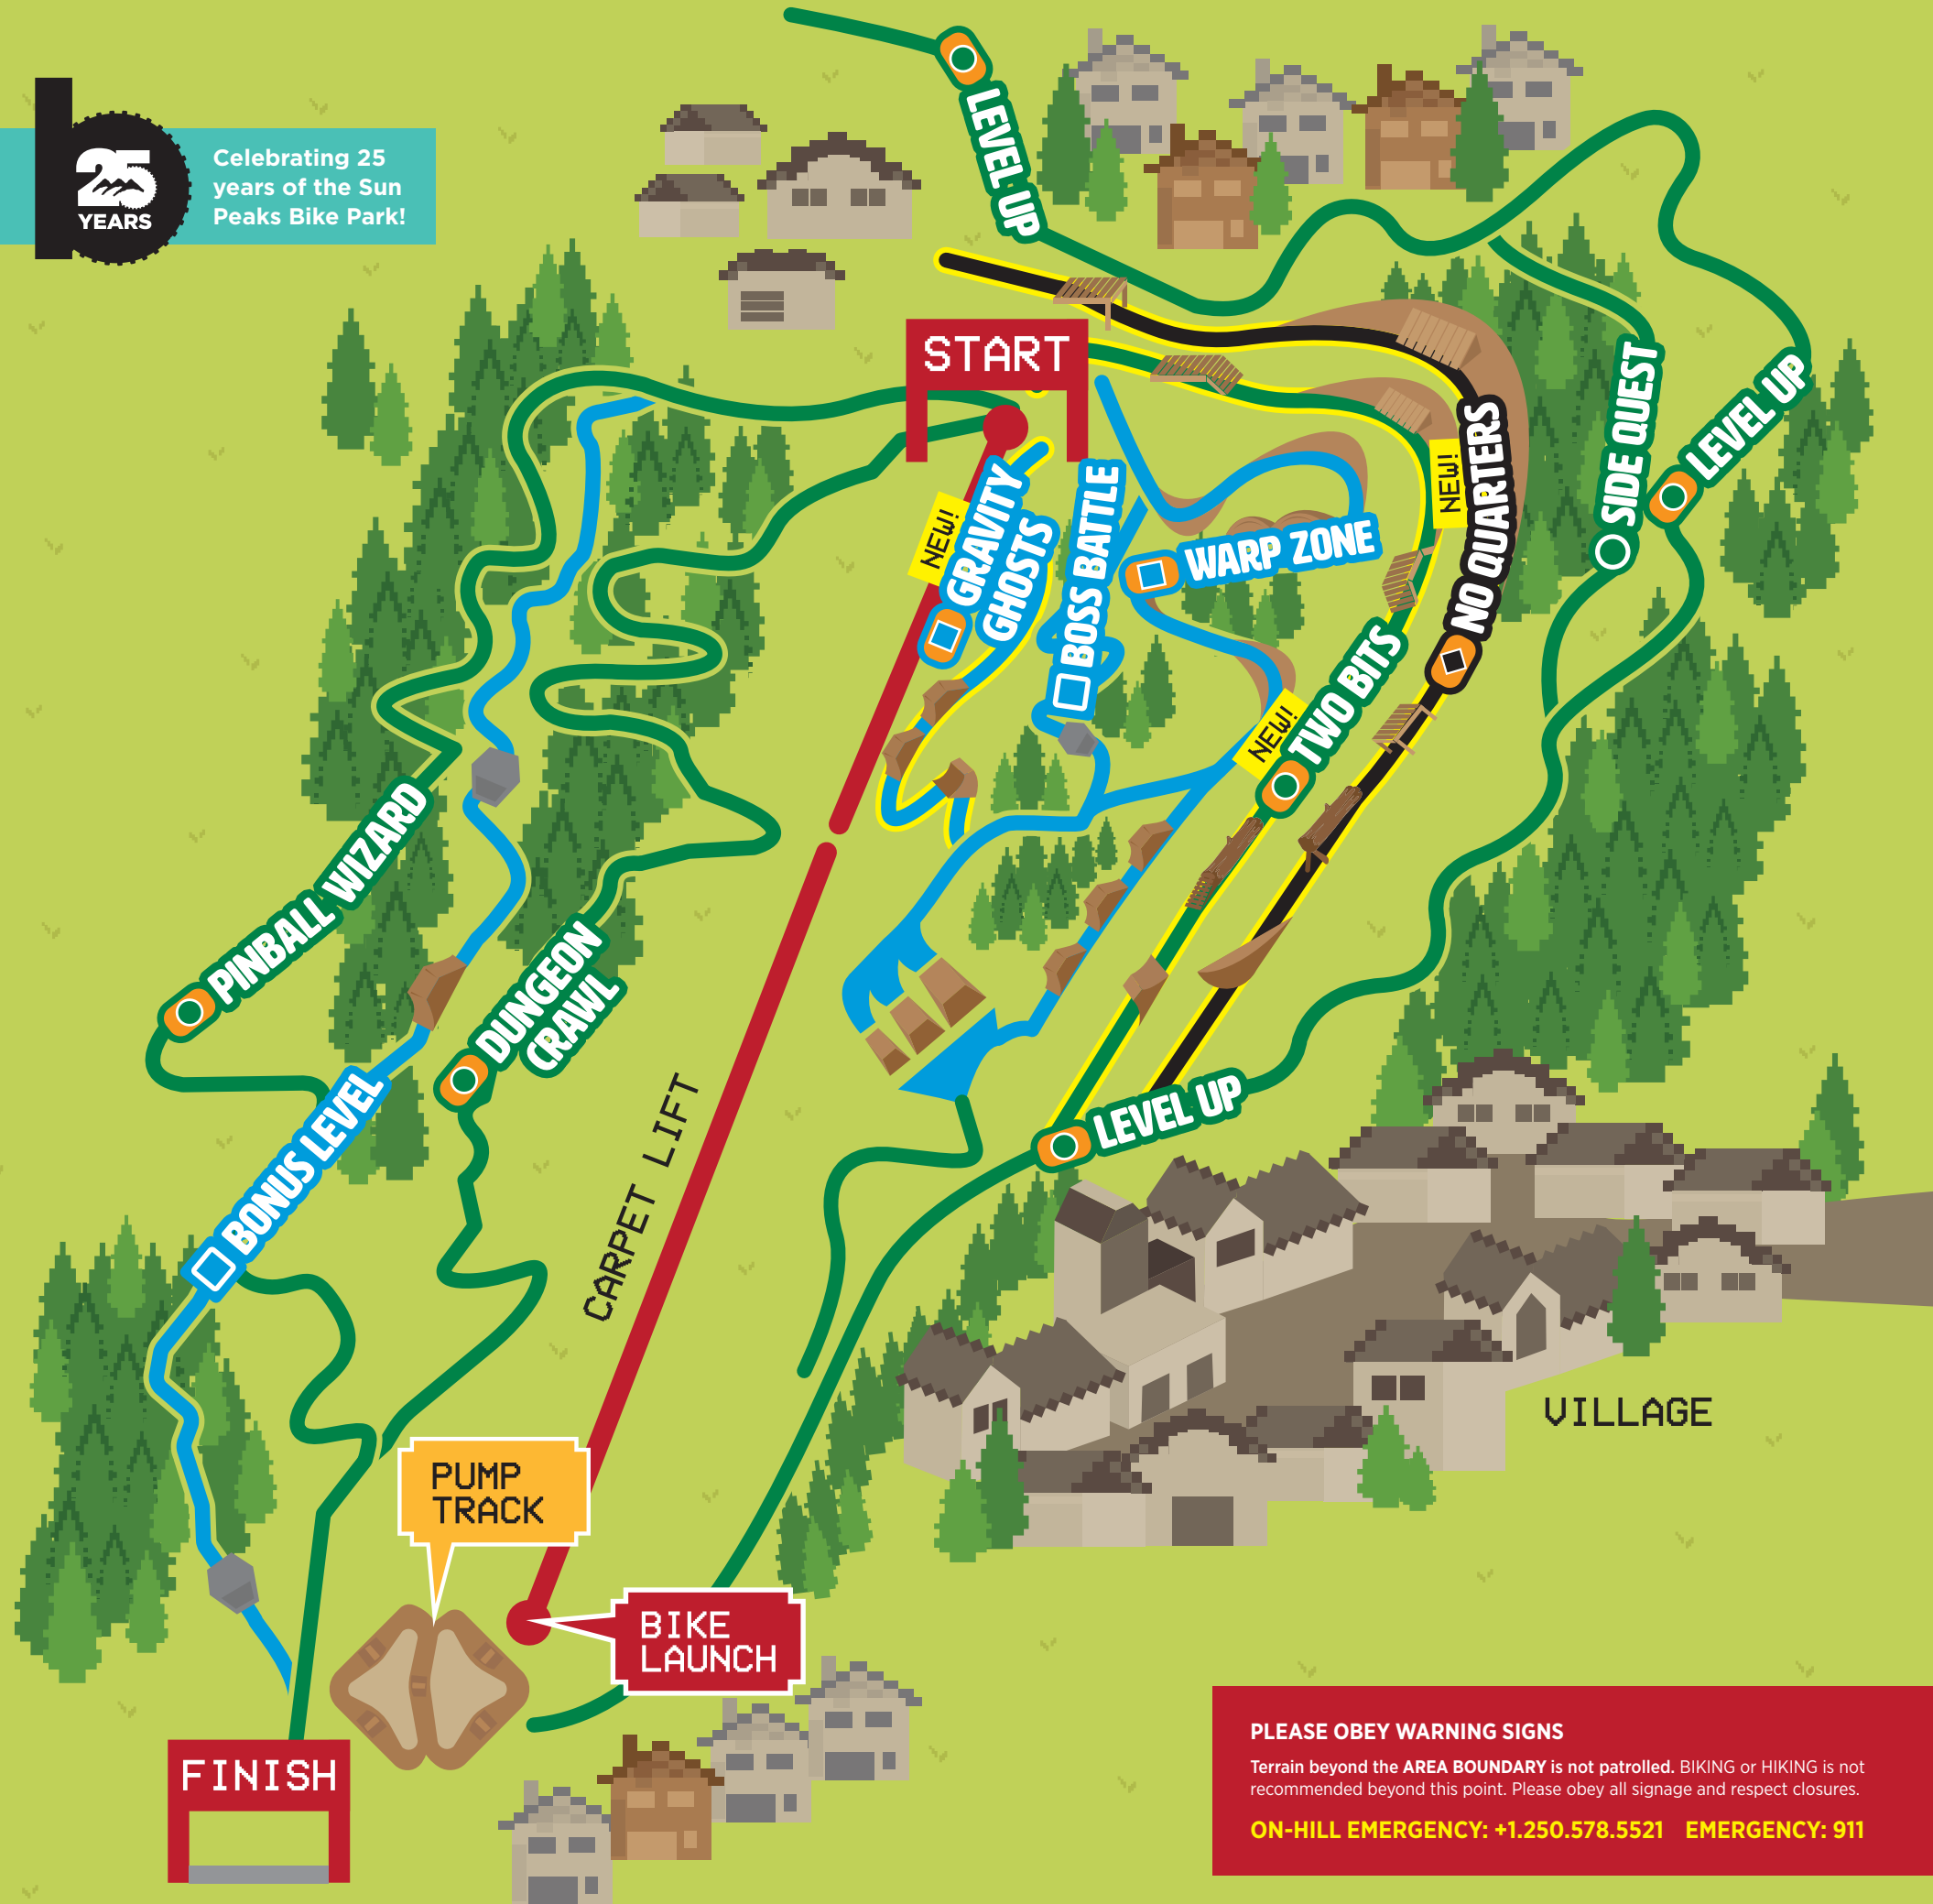 LEVEL UP
25
YEARS
Celebrating 25
years of the Sun
Peaks Bike Park!
START
NEW!
GRAVITY
GHOSTS
BOSS BATTLE
WARP ZONE
NEW!
NO QUARTERS
SIDE QUEST
LEVEL UP
NEW!
TWO BITS
PINBALL WIZARD
DUNGEON
CRAWL
BONUS LEVEL
CARPET LIFT
LEVEL UP
VILLAGE
PUMP
TRACK
BIKE
LAUNCH
FINISH
PLEASE OBEY WARNING SIGNS
Terrain beyond the AREA BOUNDARY is not patrolled. BIKING or HIKING is not
recommended beyond this point. Please obey all signage and respect closures.
ON-HILL EMERGENCY: +1.250.578.5521 EMERGENCY: 911